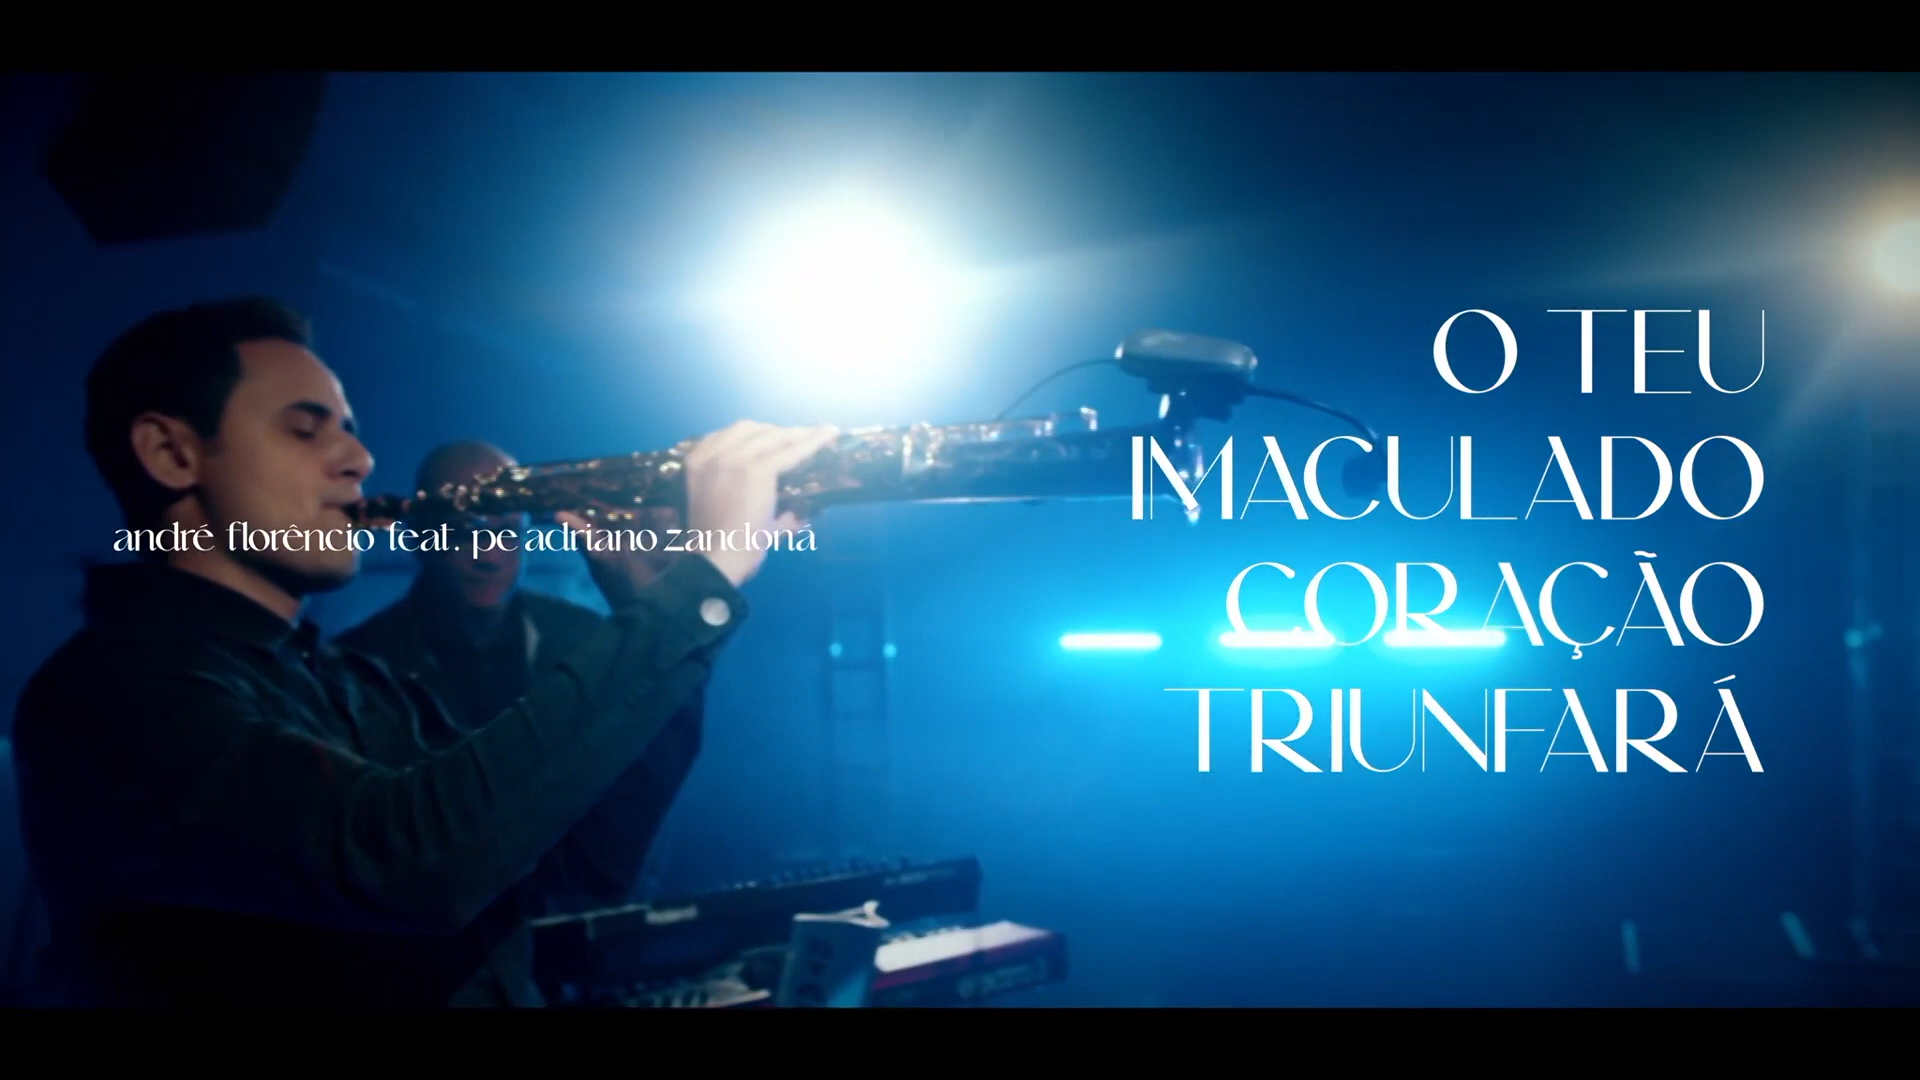 O TEU
IMACULADO
CORAÇÃO
TRIUNFARÁ
andré florêncio feat. pe adriano zandoná